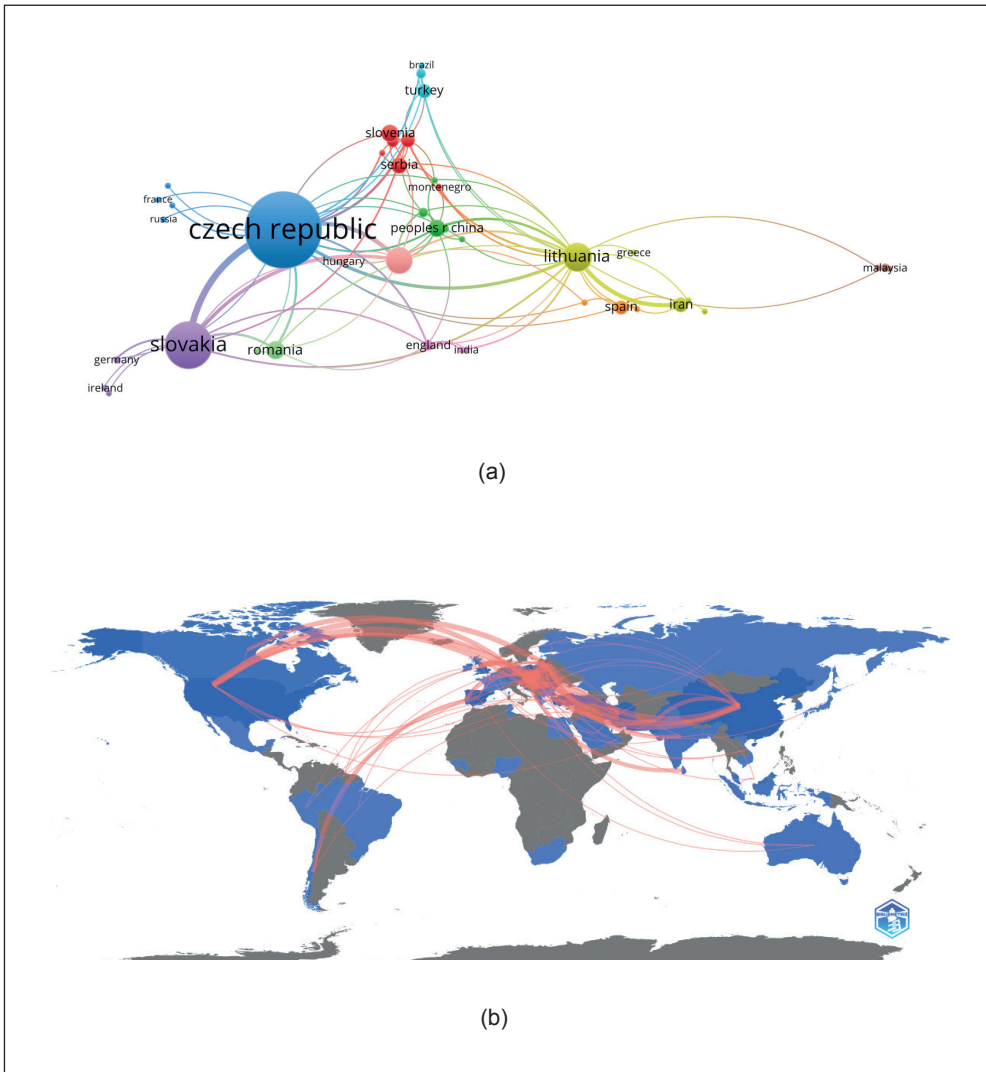 brazil
turkey
slovenia
serbia
montenegro
france
russia
czech republic
peoples r china
hungary
lithuania
greece
malaysia
spain
iran
slovakia
romania
england
india
germany
ireland
(a)
BIBLIOMETRIX
(b)